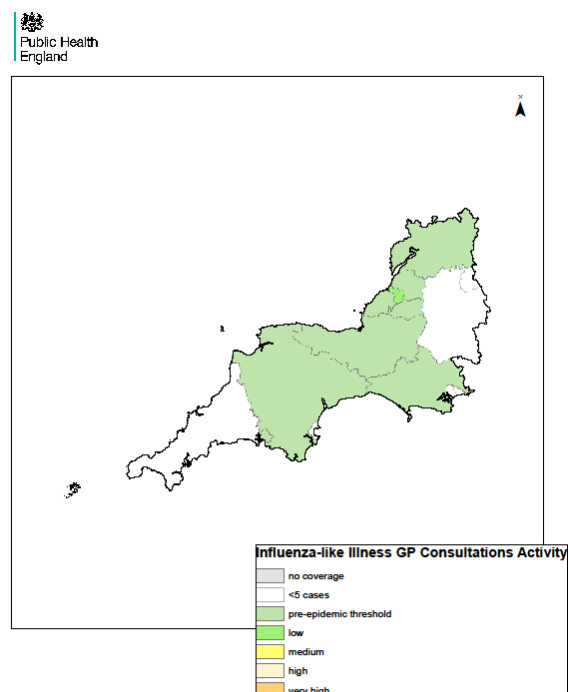 Public Health
England
N
Influenza-like Illness GP Consultations Activity
no coverage
<5 cases
pre-epidemic threshold
low
medium
high
very high